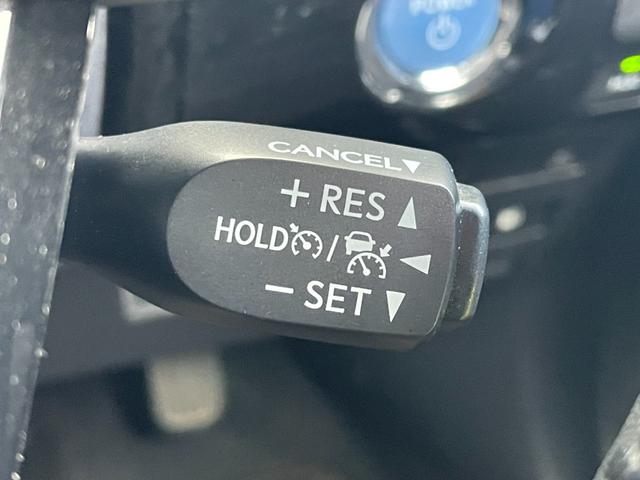 POWER
CANCEL▼
+ RES ▲
HOLD / ◀
− SET ▼